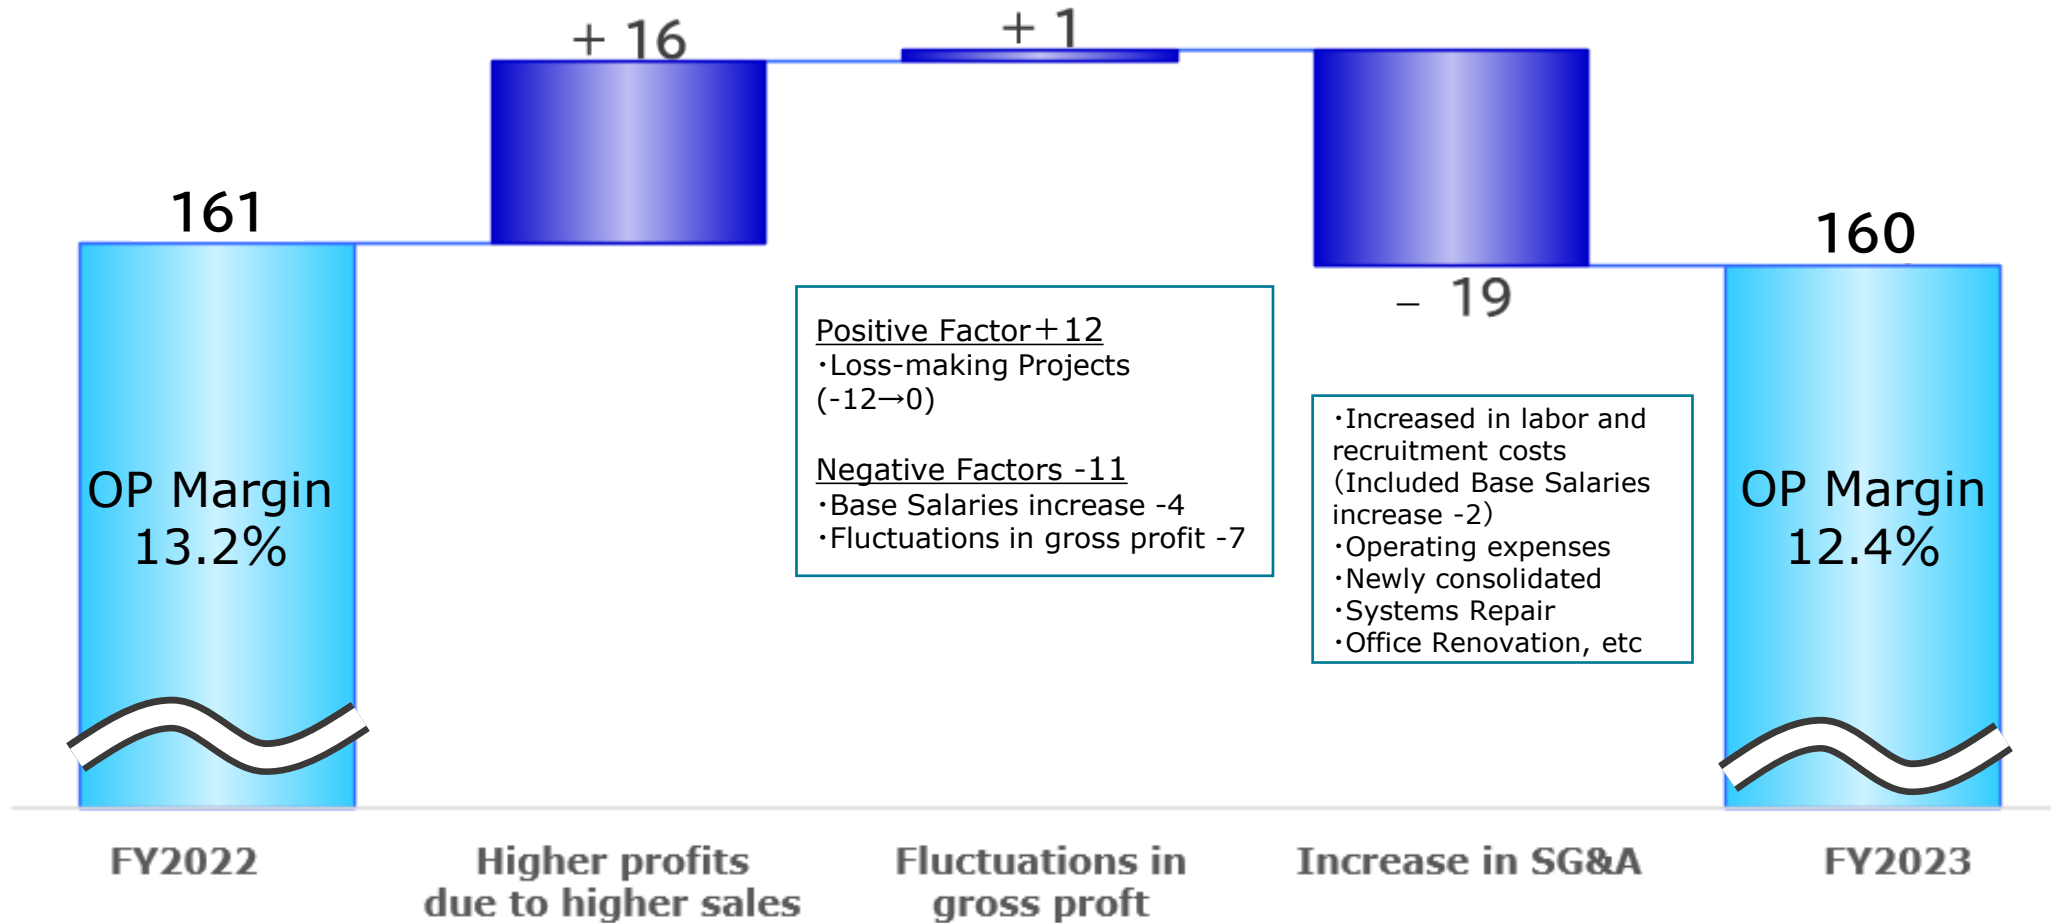 + 16
+ 1
161
160
− 19
Positive Factor+12
・Loss-making Projects
(-12→0)
Negative Factors -11
・Base Salaries increase -4
・Fluctuations in gross profit -7
・Increased in labor and
recruitment costs
(Included Base Salaries
increase -2)
・Operating expenses
・Newly consolidated
・Systems Repair
・Office Renovation, etc
OP Margin
13.2%
OP Margin
12.4%
FY2022
Higher profits
due to higher sales
Fluctuations in
gross proft
Increase in SG&A
FY2023